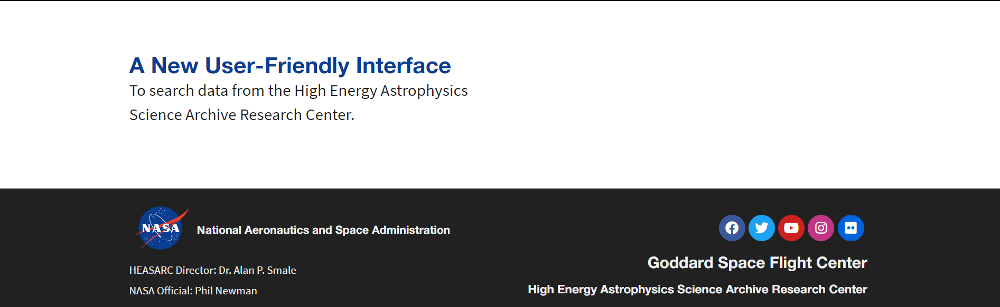 A New User-Friendly Interface
To search data from the High Energy Astrophysics
Science Archive Research Center.
NASA
National Aeronautics and Space Administration
HEASARC Director: Dr. Alan P. Smale
NASA Official: Phil Newman
Goddard Space Flight Center
High Energy Astrophysics Science Archive Research Center